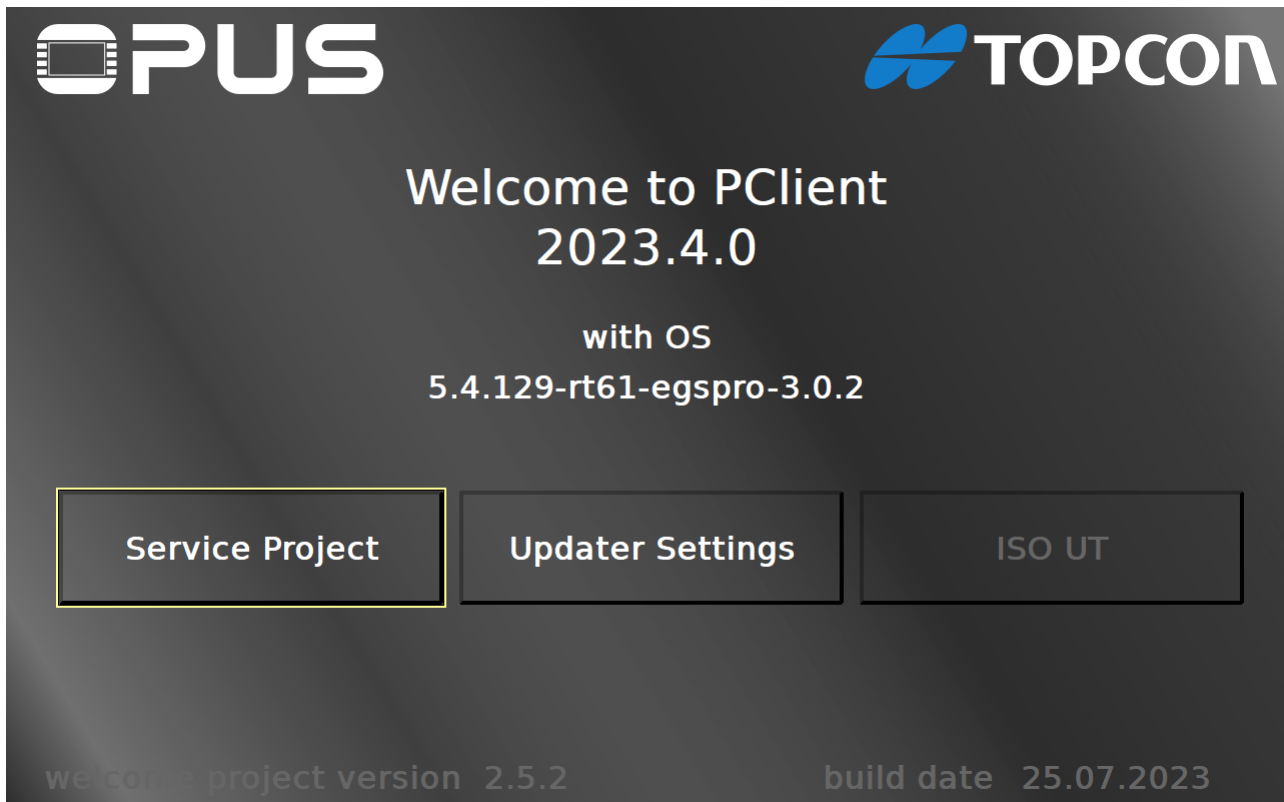 OPUS
TOPCON
Welcome to PClient
2023.4.0
with OS
5.4.129-rt61-egspro-3.0.2
Service Project
Updater Settings
ISO UT
welcome project version 2.5.2
build date 25.07.2023